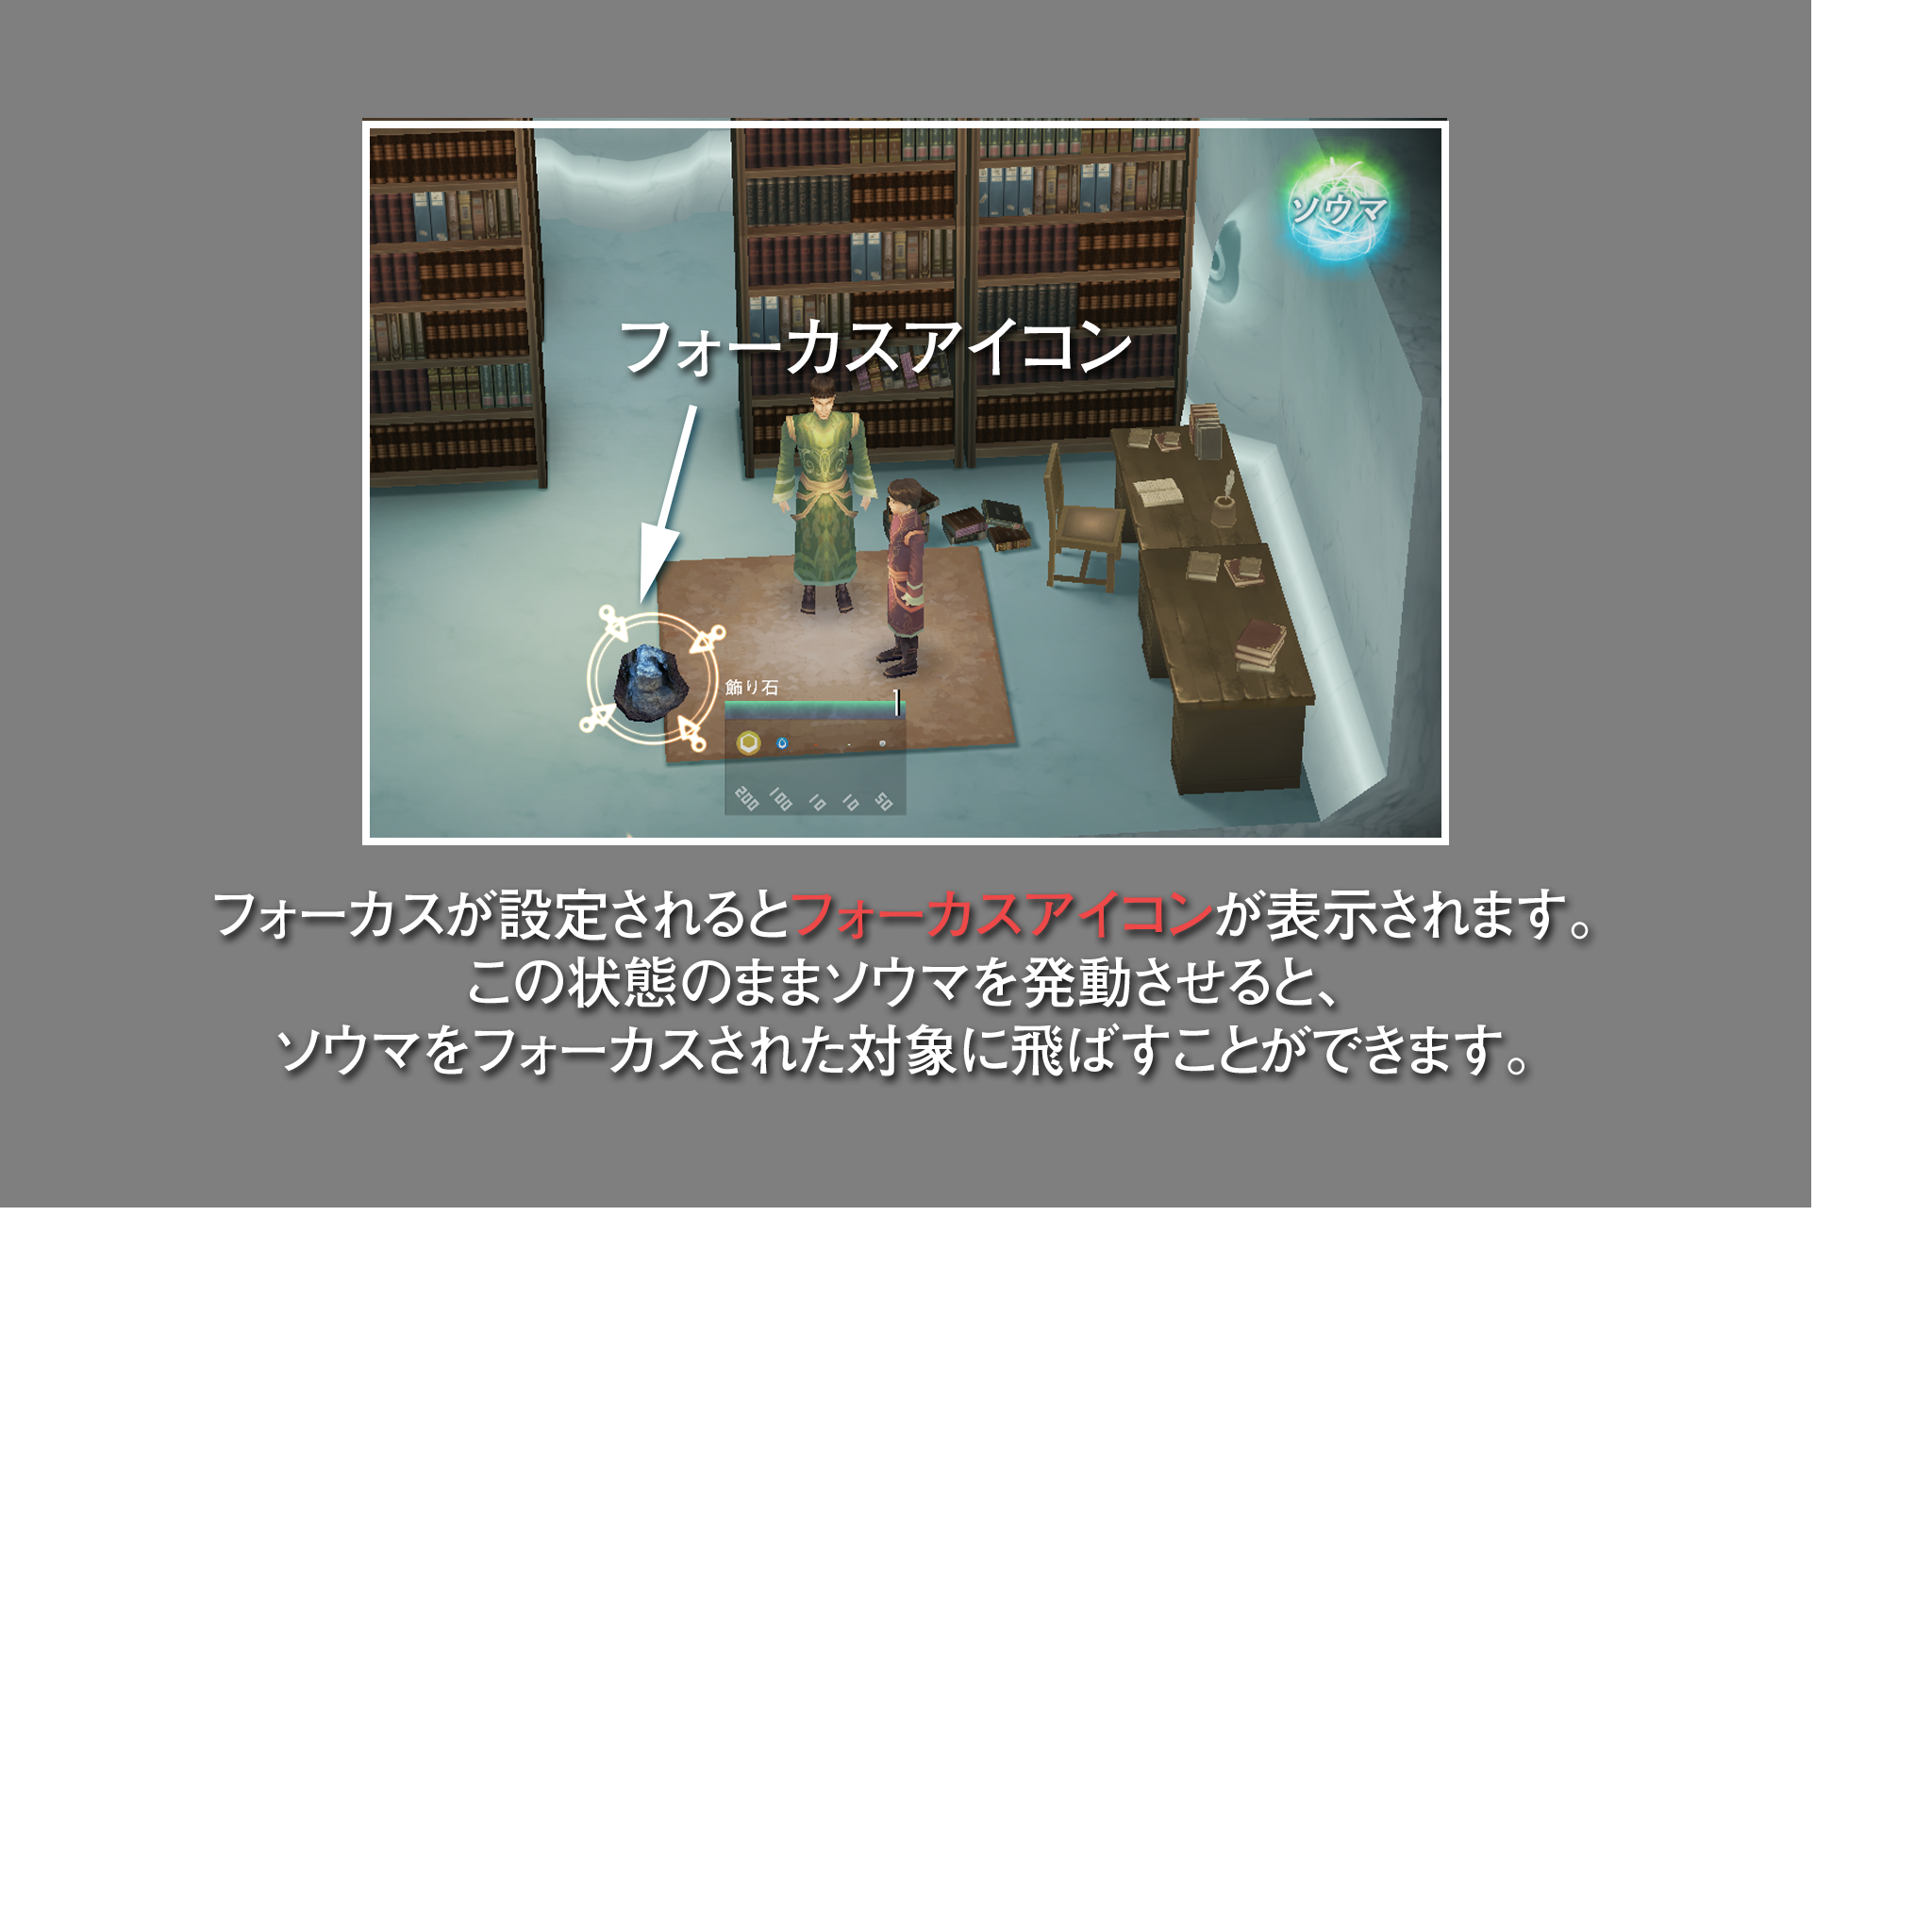 ソウマ
フォーカスアイコン
飾り石
200 100 10 10 50
フォーカスが設定されるとフォーカスアイコンが表示されます。
この状態のままソウマを発動させると、
ソウマをフォーカスされた対象に飛ばすことができます。